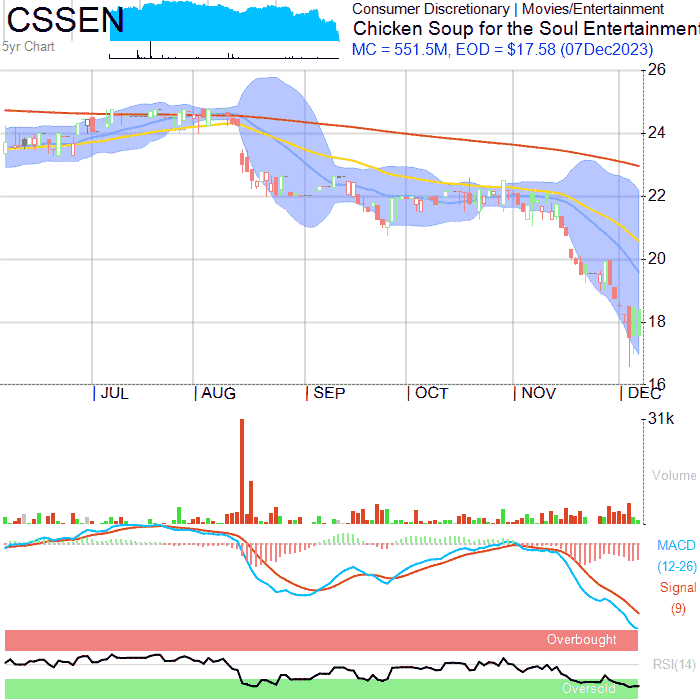 CSSEN
5yr Chart
Consumer Discretionary | Movies/Entertainment
Chicken Soup for the Soul Entertainment
MC = 551.5M, EOD = $17.58 (07Dec2023)
26
24
22
20
18
16
JUL AUG SEP OCT NOV DEC
31k
Volume
MACD
(12-26)
Signal
(9)
Overbought
RSI(14)
Oversold